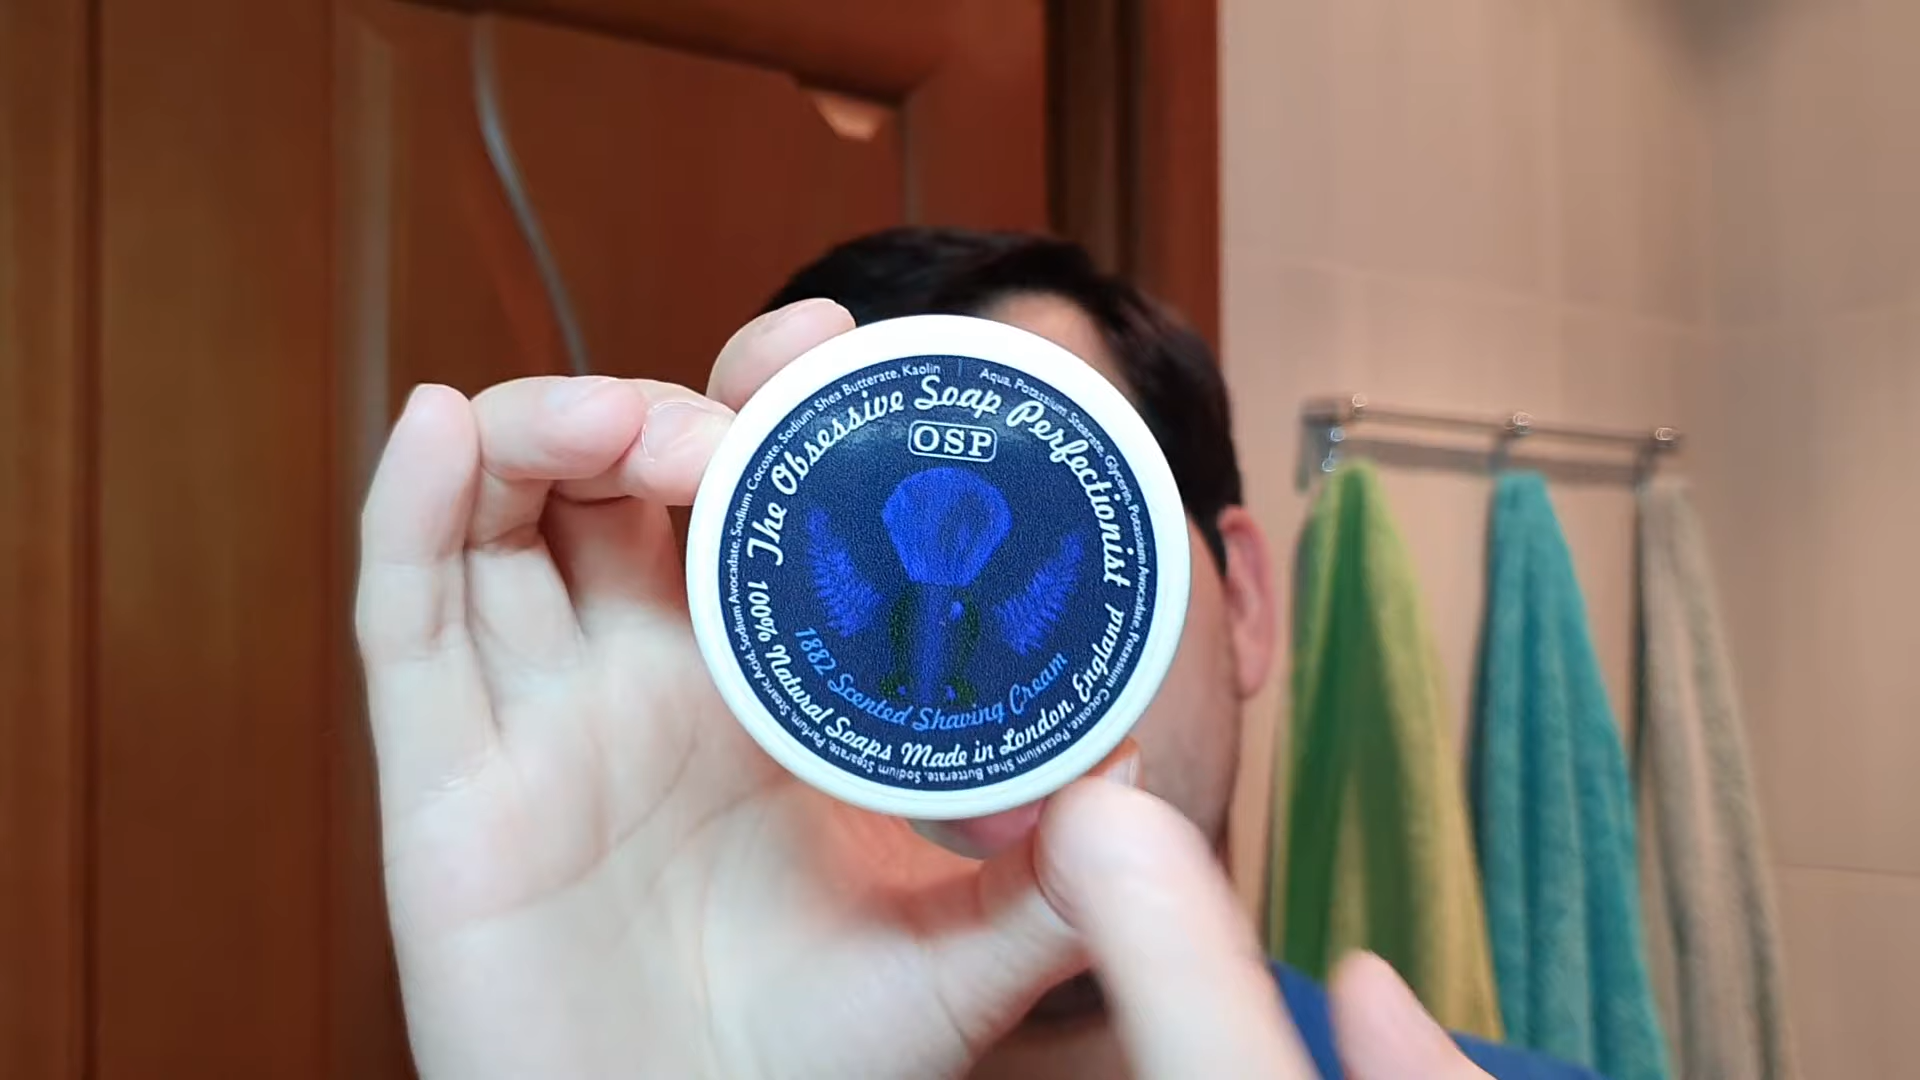 Aqua, Potassium Stearate, Glycerin, Potassium Avocadate, Potassium Cocoate, Potassium Shea Butterate, Sodium Stearate, Parfum, Stearic Acid, Sodium Avocadate, Sodium Cocoate, Sodium Shea Butterate, Kaolin
The Obsessive Soap Perfectionist
OSP
1882 Scented Shaving Cream
100% Natural Soaps Made in London, England